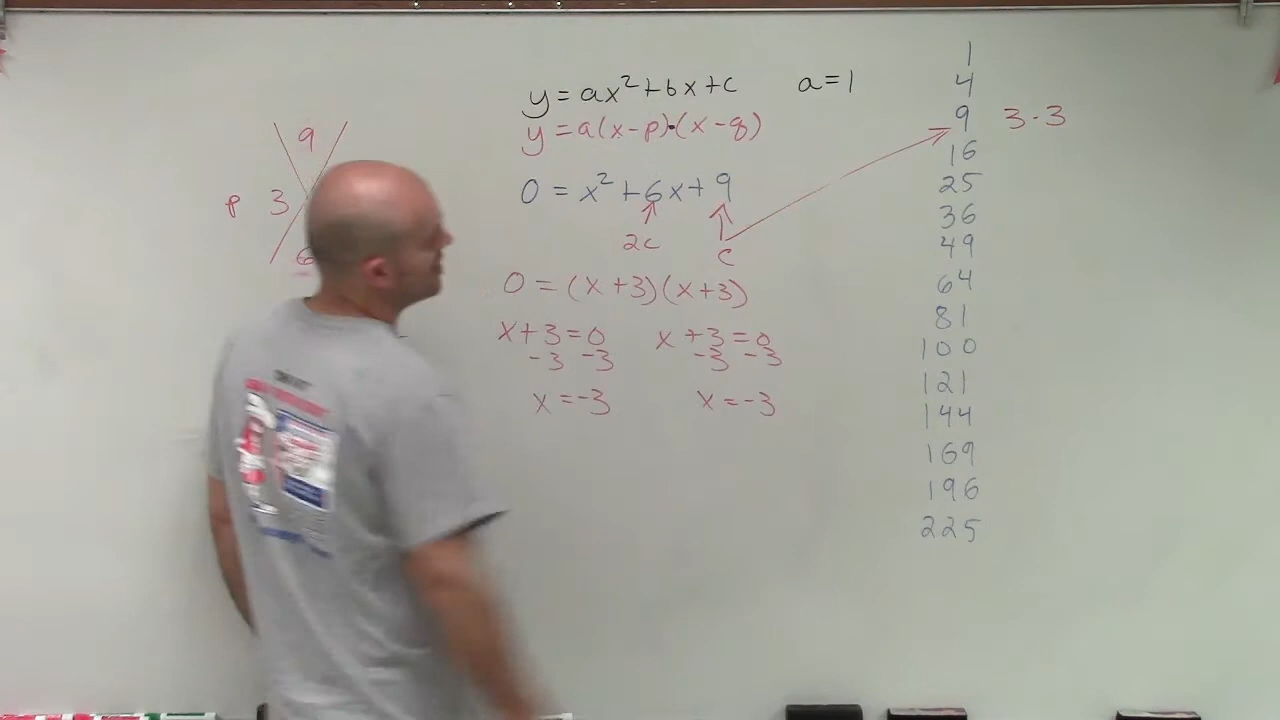 9
p 3
6
y = ax² + bx + c a = 1
y = a(x - p)·(x - q)
0 = x² + 6x + 9
2c c
0 = (x + 3)(x + 3)
x + 3 = 0 x + 3 = 0
-3 -3 -3 -3
x = -3 x = -3
1
4
9 3·3
16
25
36
49
64
81
100
121
144
169
196
225